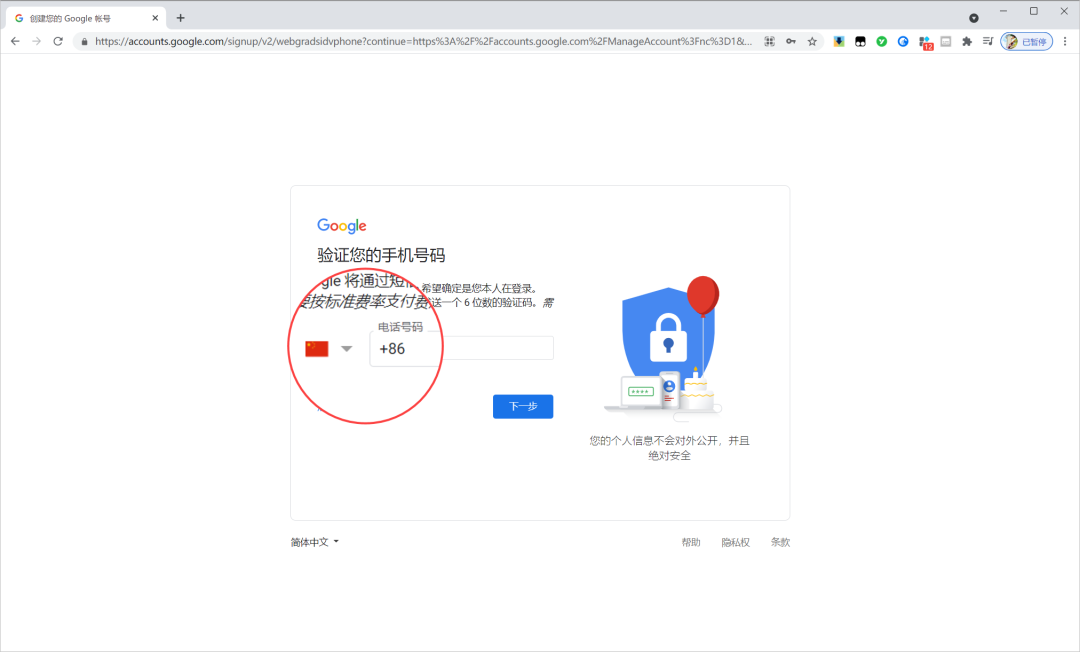 创建您的 Google 帐号
https://accounts.google.com/signup/v2/webgradsidvphone?continue=https%3A%2F%2Faccounts.google.com%2FManageAccount%3Fnc%3D1&...
12
已暂停
Google
验证您的手机号码
gle 将通过短
，希望确定是您本人在登录。
按标准费率支付费
送一个 6 位数的验证码。需
电话号码
+86
下一步
****
您的个人信息不会对外公开，并且
绝对安全
简体中文
帮助 隐私权 条款